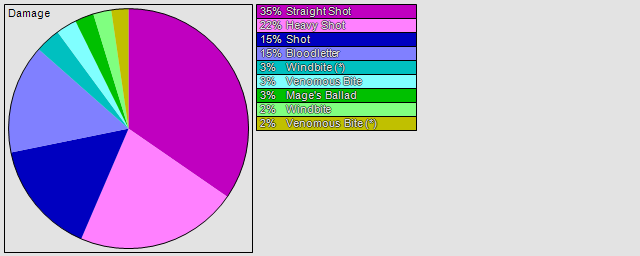 Damage
35% Straight Shot
22% Heavy Shot
15% Shot
15% Bloodletter
3% Windbite (*)
3% Venomous Bite
3% Mage's Ballad
2% Windbite
2% Venomous Bite (*)